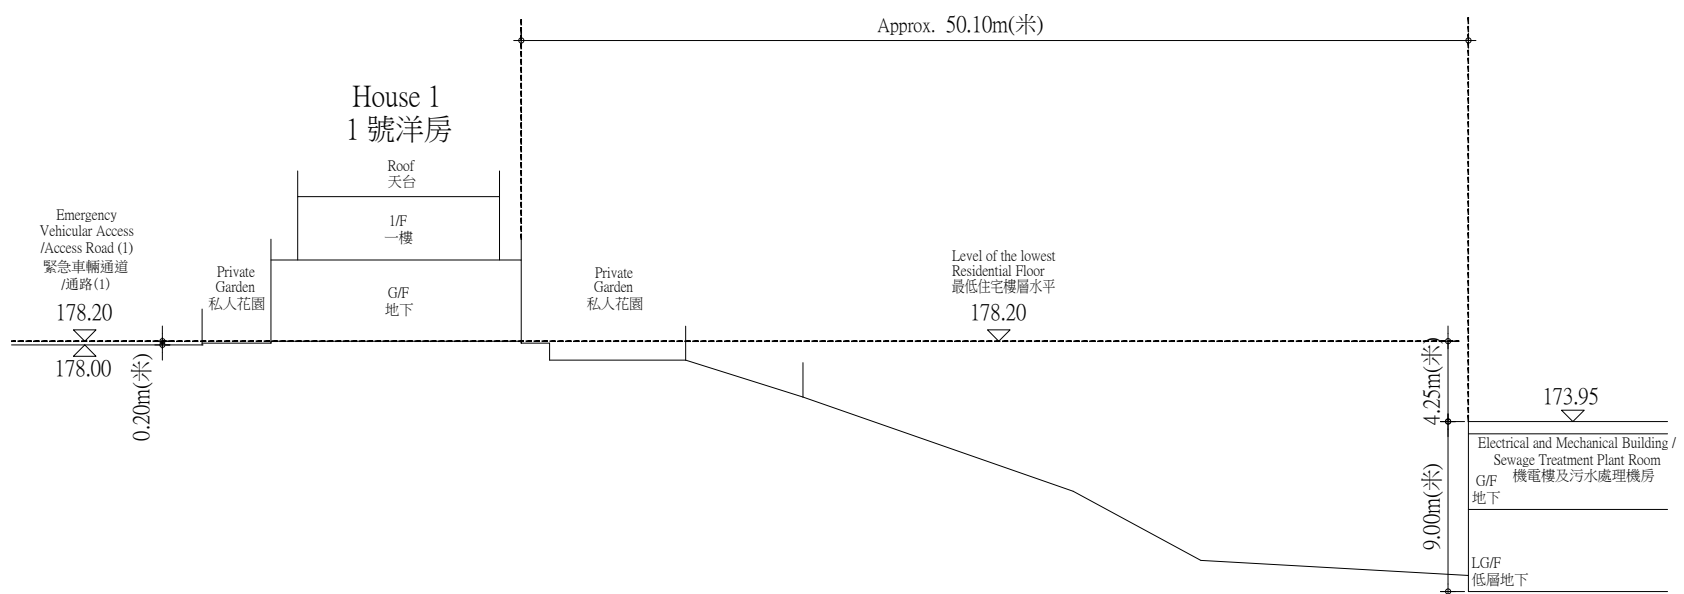 Approx. 50.10m(米)
House 1
1 號洋房
Roof
天台
1/F
一樓
G/F
地下
Emergency
Vehicular Access
/Access Road (1)
緊急車輛通道
/通路(1)
178.20
178.00
0.20m(米)
Private
Garden
私人花園
Private
Garden
私人花園
Level of the lowest
Residential Floor
最低住宅樓層水平
178.20
4.25m(米)
9.00m(米)
173.95
Electrical and Mechanical Building /
Sewage Treatment Plant Room
機電樓及污水處理機房
G/F
地下
LG/F
低層地下